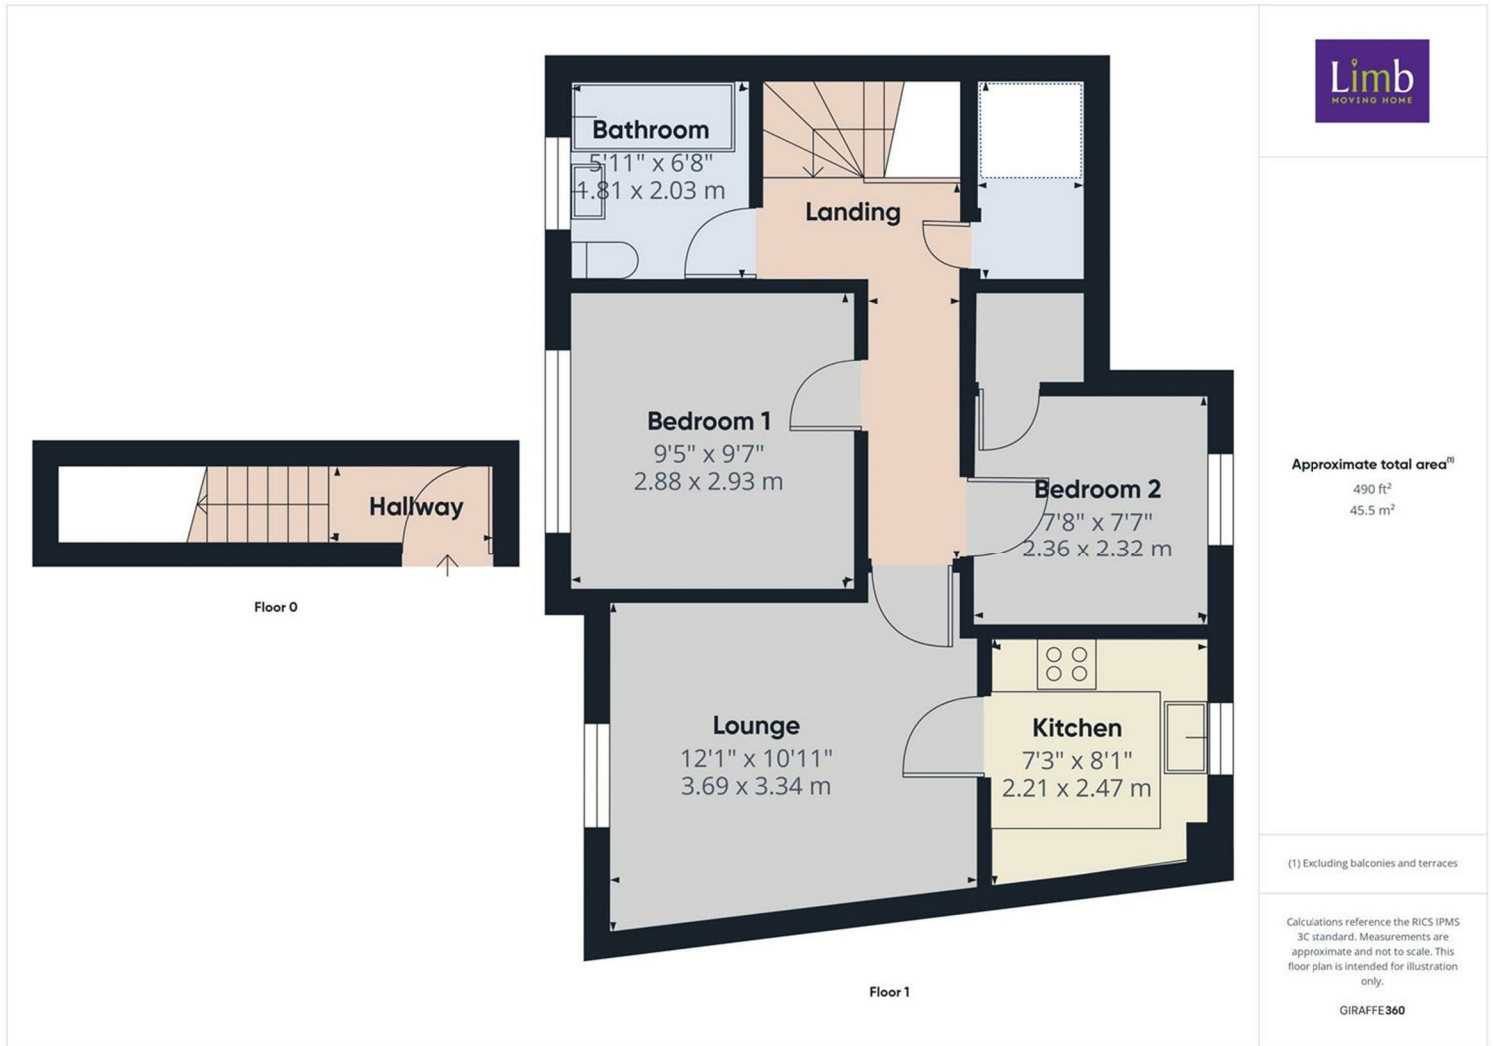 Limb
MOVING HOME
Bathroom
5'11" x 6'8"
1.81 x 2.03 m
Landing
Bedroom 1
9'5" x 9'7"
2.88 x 2.93 m
Bedroom 2
7'8" x 7'7"
2.36 x 2.32 m
Hallway
Floor 0
Lounge
12'1" x 10'11"
3.69 x 3.34 m
Kitchen
7'3" x 8'1"
2.21 x 2.47 m
Floor 1
Approximate total area(1)
490 ft²
45.5 m²
(1) Excluding balconies and terraces
Calculations reference the RICS IPMS
3C standard. Measurements are
approximate and not to scale. This
floor plan is intended for illustration
only.
GIRAFFE360